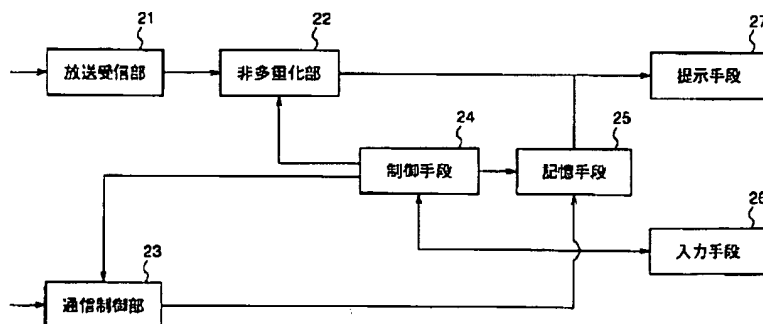 21
放送受信部
22
非多重化部
27
提示手段
24
制御手段
25
記憶手段
26
入力手段
23
通信制御部